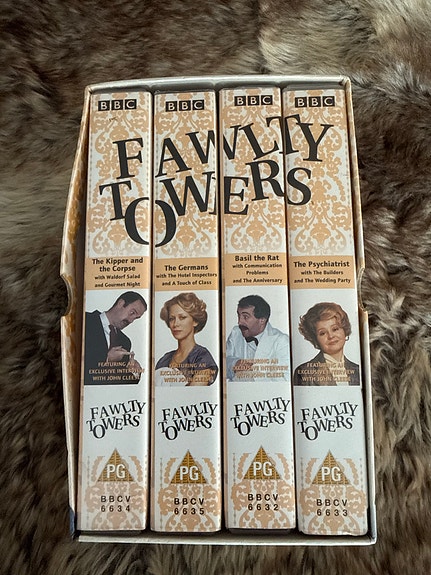 BBC
BBC
BBC
BBC
FAWLTY
TOWERS
The Kipper and
the Corpse
with Waldorf Salad
and Gourmet Night
FEATURING AN
EXCLUSIVE INTERVIEW
WITH JOHN CLEESE
FAWLTY
TOWERS
PG
BBCV
6634
The Germans
with The Hotel Inspectors
and A Touch of Class
FEATURING AN
EXCLUSIVE INTERVIEW
WITH JOHN CLEESE
FAWLTY
TOWERS
PG
BBCV
6635
Basil the Rat
with Communication
Problems
and The Anniversary
FEATURING AN
EXCLUSIVE INTERVIEW
WITH JOHN CLEESE
FAWLTY
TOWERS
PG
BBCV
6632
The Psychiatrist
with The Builders
and The Wedding Party
FEATURING AN
EXCLUSIVE INTERVIEW
WITH JOHN CLEESE
FAWLTY
TOWERS
PG
BBCV
6633